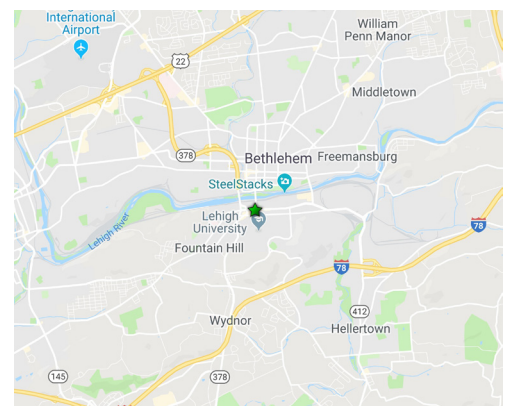 International
Airport
William
Penn Manor
22
Middletown
378
Bethlehem
Freemansburg
SteelStacks
Lehigh
University
Lehigh River
Fountain Hill
78
78
Wydnor
412
Hellertown
145
378